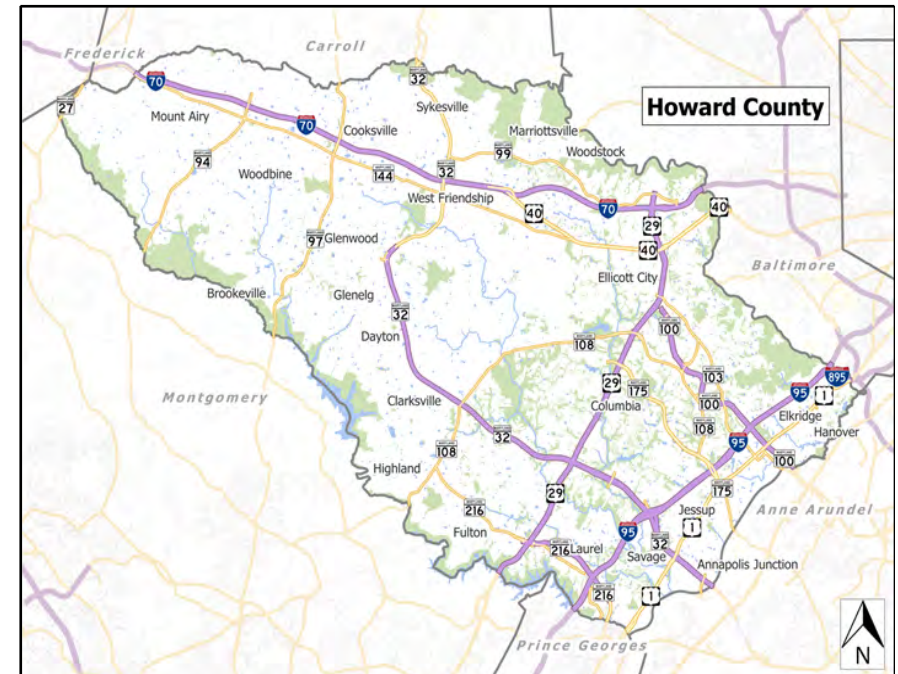 Carroll
Frederick
70
32
27
Sykesville
Howard County
Mount Airy
70
Cooksville
Marriottsville
94
32
99
Woodstock
Woodbine
144
West Friendship
40
70
40
29
97
Glenwood
40
Baltimore
Ellicott City
Brookeville
Glenelg
32
100
Dayton
108
103
895
95
29
175
Montgomery
Clarksville
Columbia
100
1
Elkridge
108
Hanover
32
95
108
100
Highland
175
29
216
Jessup
Anne Arundel
1
Fulton
95
32
216
Laurel
Savage
Annapolis Junction
216
1
Prince Georges
N